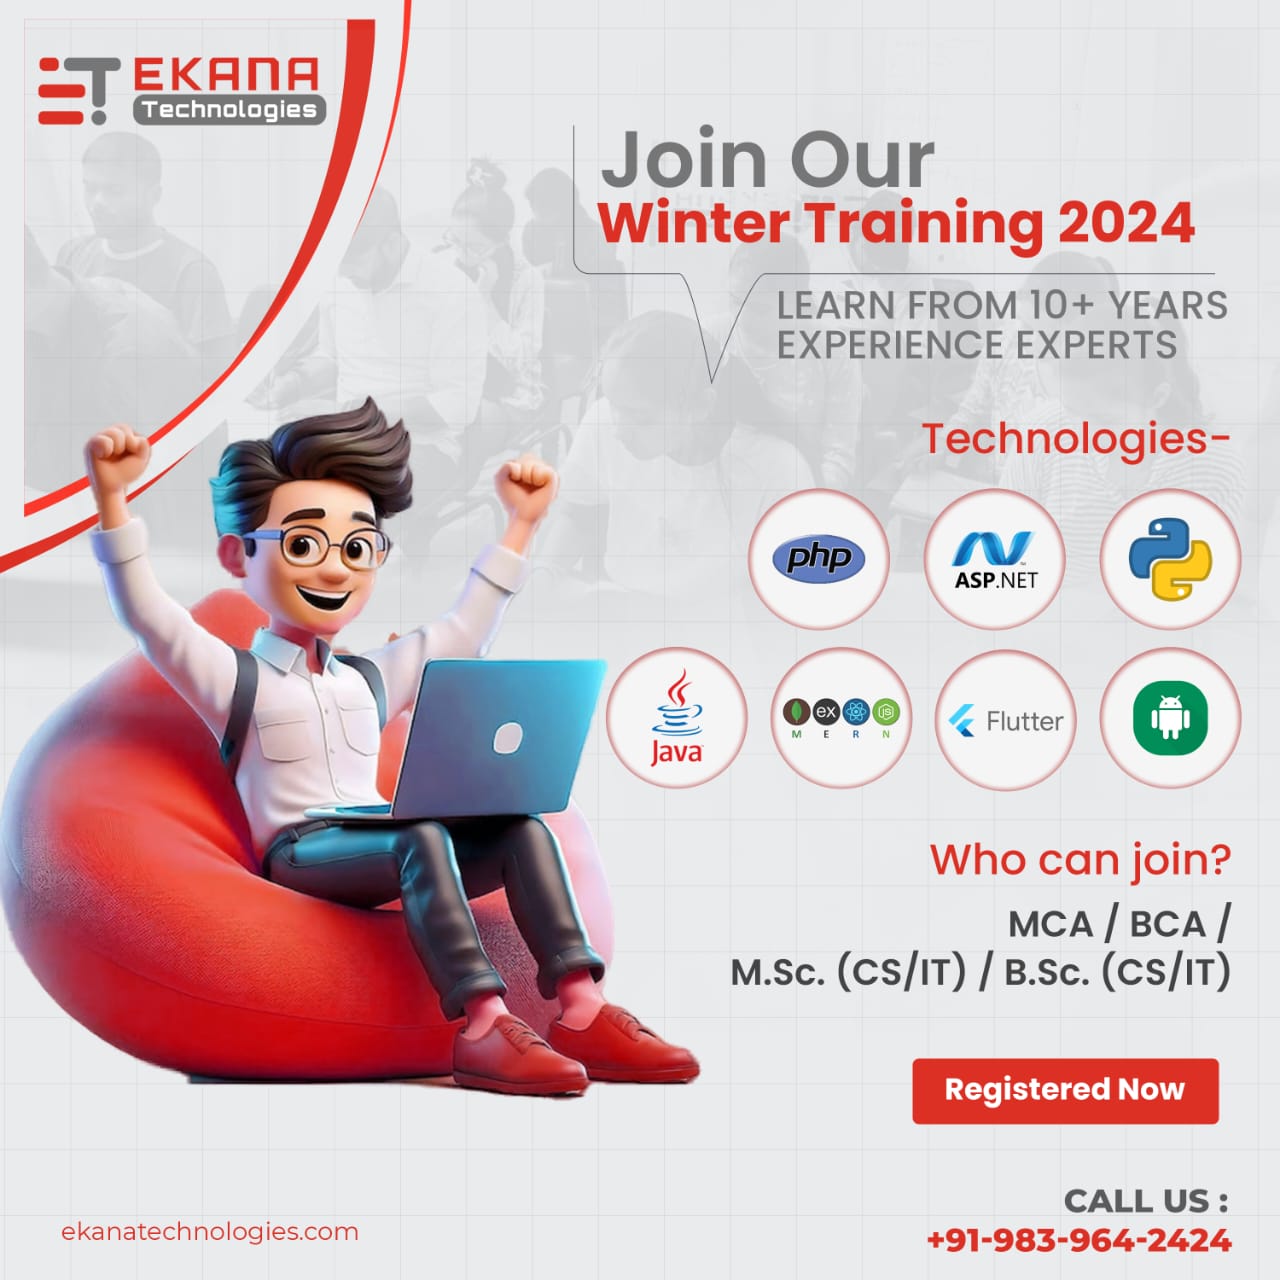 EKANA
Technologies
Join Our
Winter Training 2024
LEARN FROM 10+ YEARS
EXPERIENCE EXPERTS
Technologies-
php
ASP.NET
Java
ex
JS
M E R N
Flutter
Who can join?
MCA / BCA /
M.Sc. (CS/IT) / B.Sc. (CS/IT)
Registered Now
CALL US :
+91-983-964-2424
ekanatechnologies.com